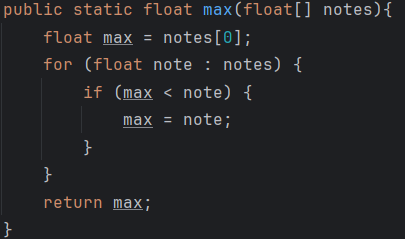 public static float max(float[] notes){
    float max = notes[0];
    for (float note : notes) {
        if (max < note) {
            max = note;
        }
    }
    return max;
}